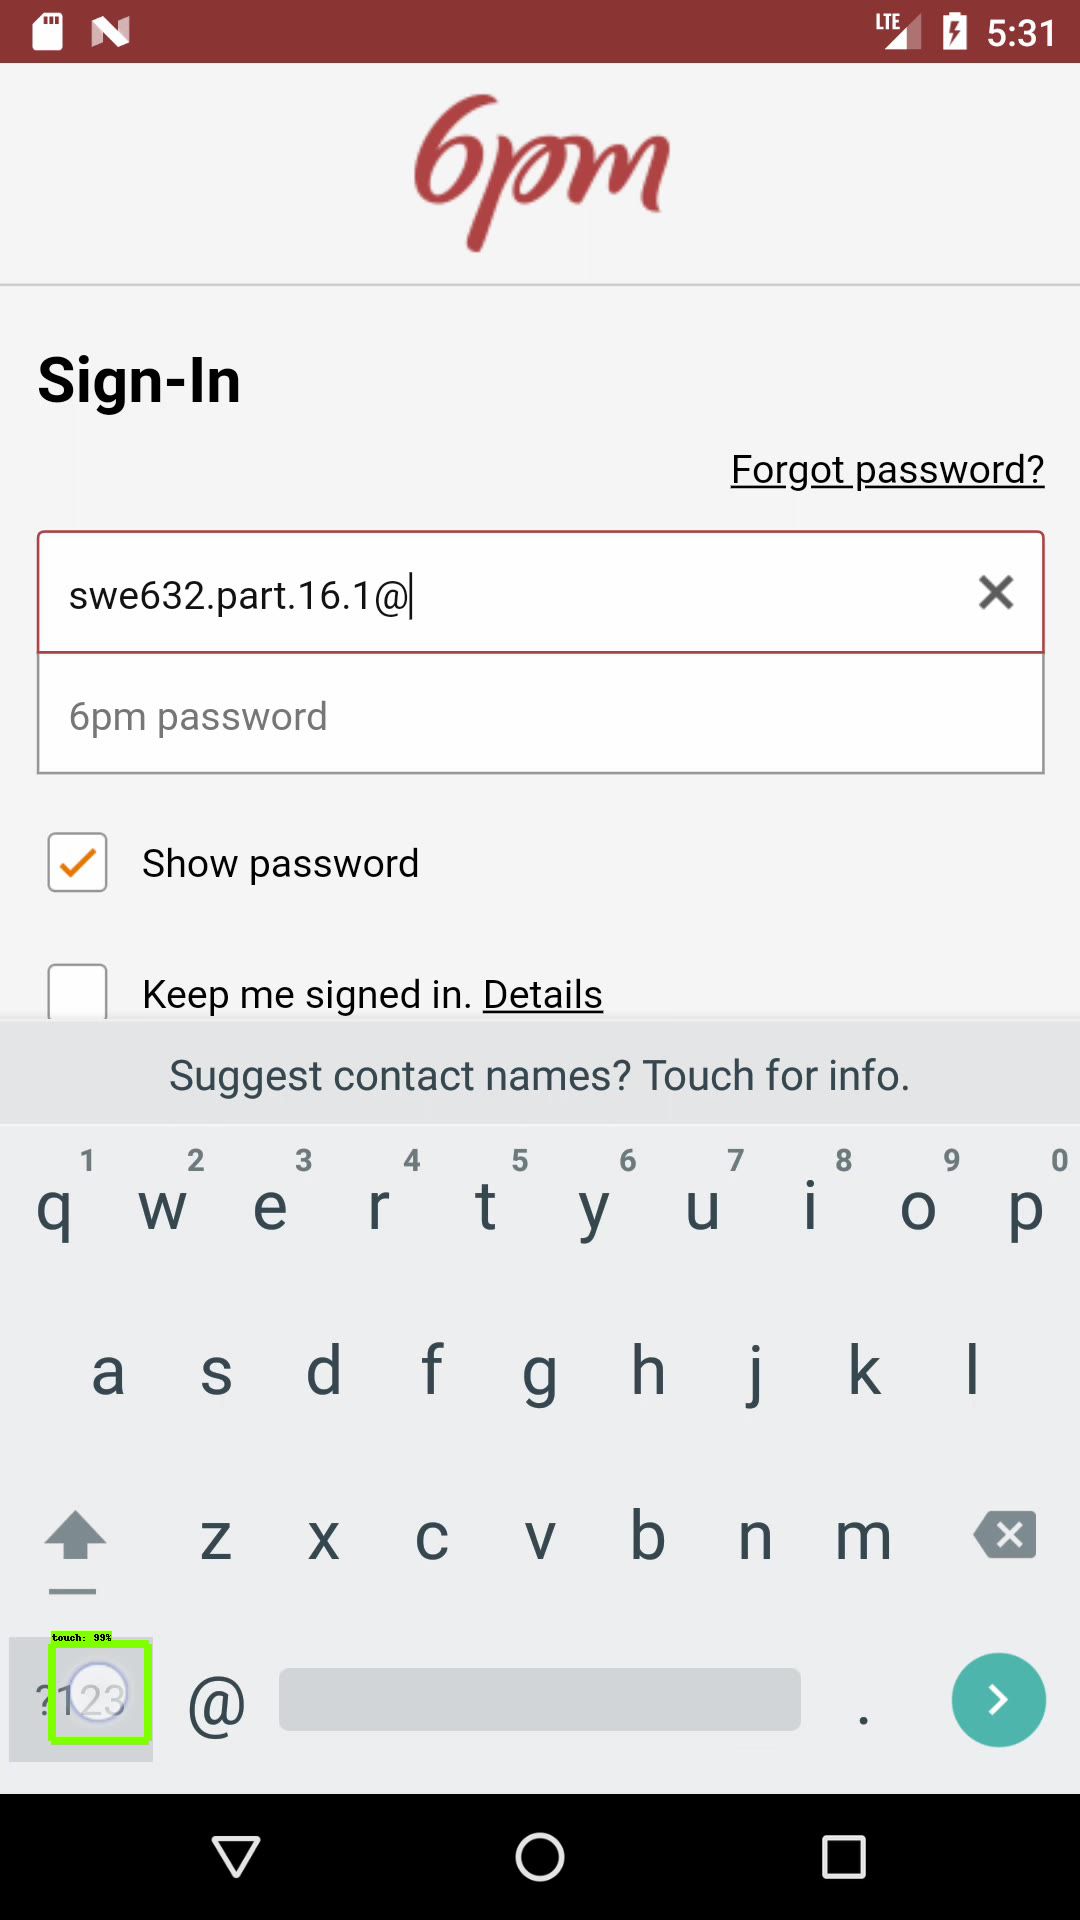 LTE 5:31
6pm
Sign-In
Forgot password?
swe632.part.16.1@
6pm password
Show password
Keep me signed in. Details
Suggest contact names? Touch for info.
1 2 3 4 5 6 7 8 9 0
q w e r t y u i o p
a s d f g h j k l
z x c v b n m
touch: 99%
?123 @ .